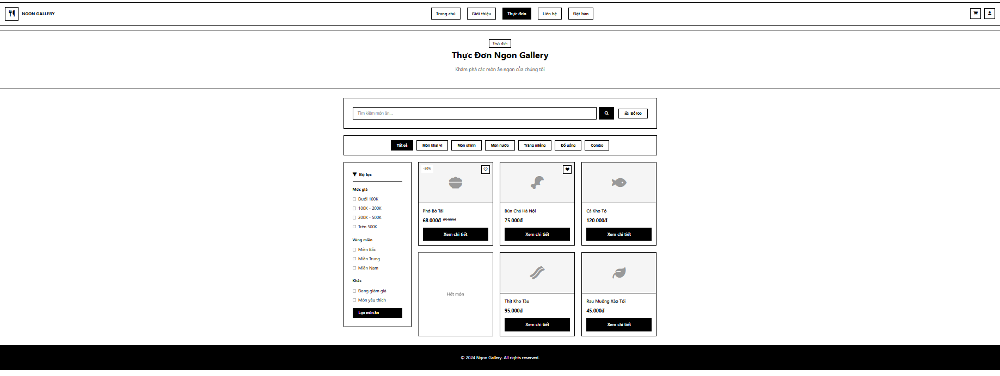 NGON GALLERY
Trang chủ
Giới thiệu
Thực đơn
Liên hệ
Đặt bàn
Thực đơn
Thực Đơn Ngon Gallery
Khám phá các món ăn ngon của chúng tôi
Tìm kiếm món ăn...
Bộ lọc
Tất cả
Món khai vị
Món chính
Món nước
Tráng miệng
Đồ uống
Combo
Bộ lọc
Mức giá
Dưới 100K
100K - 200K
200K - 500K
Trên 500K
Vùng miền
Miền Bắc
Miền Trung
Miền Nam
Khác
Đang giảm giá
Món yêu thích
Lọc món ăn
-20%
Phở Bò Tái
68.000đ 85.000đ
Xem chi tiết
Bún Chả Hà Nội
75.000đ
Xem chi tiết
Cá Kho Tộ
120.000đ
Xem chi tiết
Hết món
Thịt Kho Tàu
95.000đ
Xem chi tiết
Rau Muống Xào Tỏi
45.000đ
Xem chi tiết
© 2024 Ngon Gallery. All rights reserved.